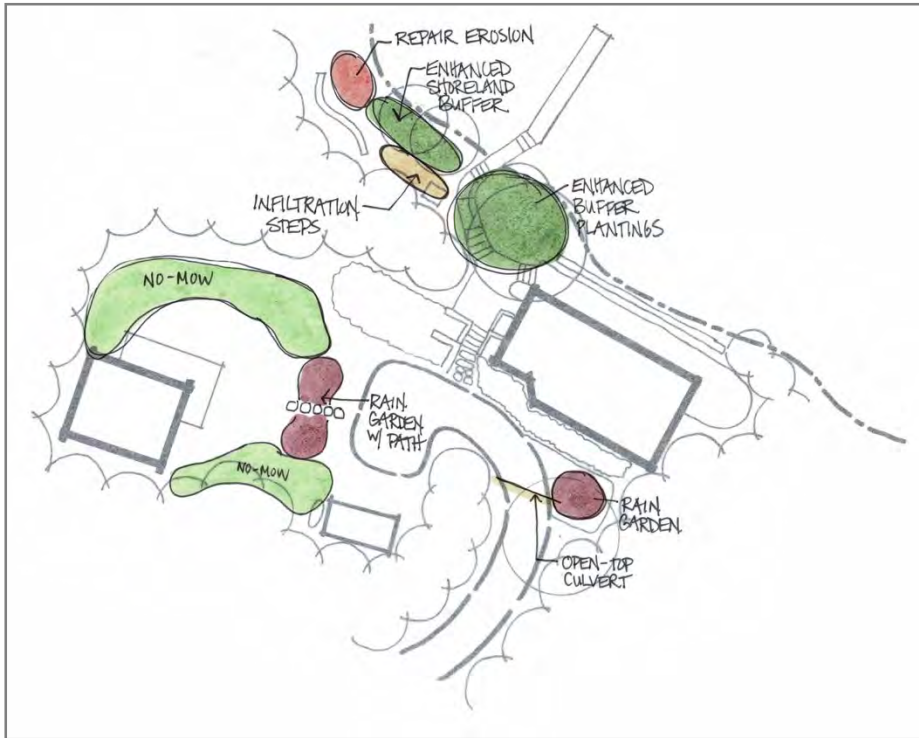 REPAIR EROSION
ENHANCED
SHORELAND
BUFFER
INFILTRATION
STEPS
ENHANCED
BUFFER
PLANTINGS
NO-MOW
RAIN
GARDEN
W/ PATH
NO-MOW
RAIN
GARDEN
OPEN-TOP
CULVERT